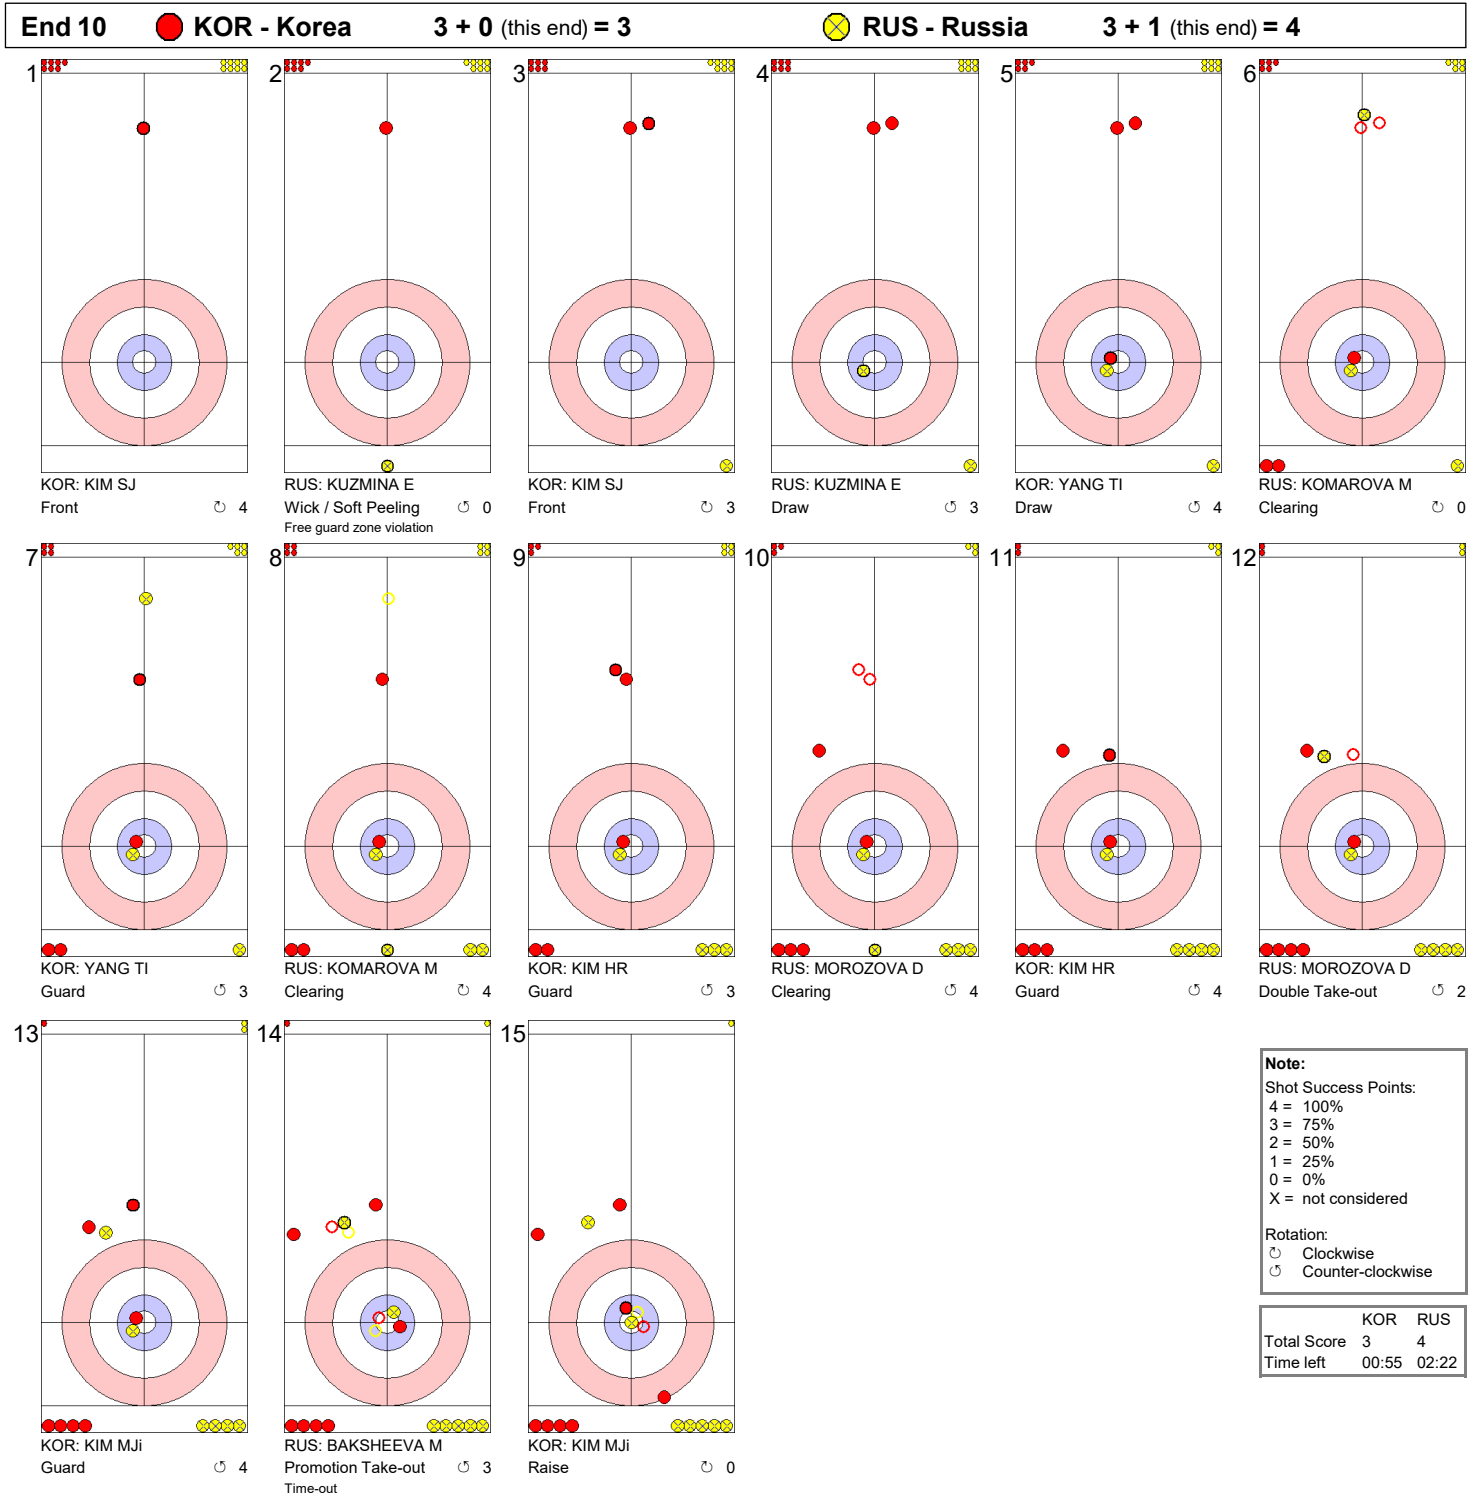 End 10 KOR - Korea 3 + 0 (this end) = 3 RUS - Russia 3 + 1 (this end) = 4
1 2 3 4 5 6
KOR: KIM SJ RUS: KUZMINA E KOR: KIM SJ RUS: KUZMINA E KOR: YANG TI RUS: KOMAROVA M
Front ↻ 4 Wick / Soft Peeling ↺ 0 Front ↻ 3 Draw ↺ 3 Draw ↺ 4 Clearing ↻ 0
Free guard zone violation
7 8 9 10 11 12
KOR: YANG TI RUS: KOMAROVA M KOR: KIM HR RUS: MOROZOVA D KOR: KIM HR RUS: MOROZOVA D
Guard ↺ 3 Clearing ↻ 4 Guard ↺ 3 Clearing ↺ 4 Guard ↺ 4 Double Take-out ↺ 2
13 14 15
KOR: KIM MJi RUS: BAKSHEEVA M KOR: KIM MJi
Guard ↺ 4 Promotion Take-out ↺ 3 Raise ↻ 0
Time-out
Note:
Shot Success Points:
4 = 100%
3 = 75%
2 = 50%
1 = 25%
0 = 0%
X = not considered
Rotation:
↻ Clockwise
↺ Counter-clockwise
KOR RUS
Total Score 3 4
Time left 00:55 02:22